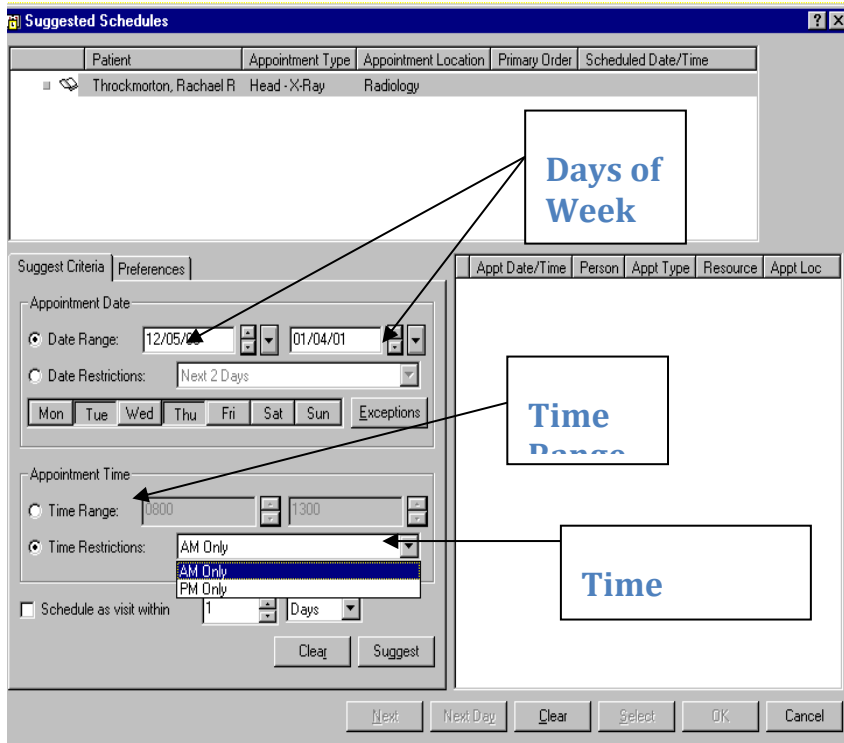 Suggested Schedules
Patient Appointment Type Appointment Location Primary Order Scheduled Date/Time
Throckmorton, Rachael R Head - X-Ray Radiology
Days of
Week
Suggest Criteria Preferences
Appt Date/Time Person Appt Type Resource Appt Loc
Appointment Date
Date Range: 01/04/01
Date Restrictions: Next 2 Days
Mon Tue Wed Thu Fri Sat Sun Exceptions
Time
Range
Appointment Time
Time Range: 0800 1300
Time Restrictions: AM Only
AM Only
PM Only
Time
Schedule as visit within 1 Days
Clear Suggest
Next Next Day Clear Select OK Cancel